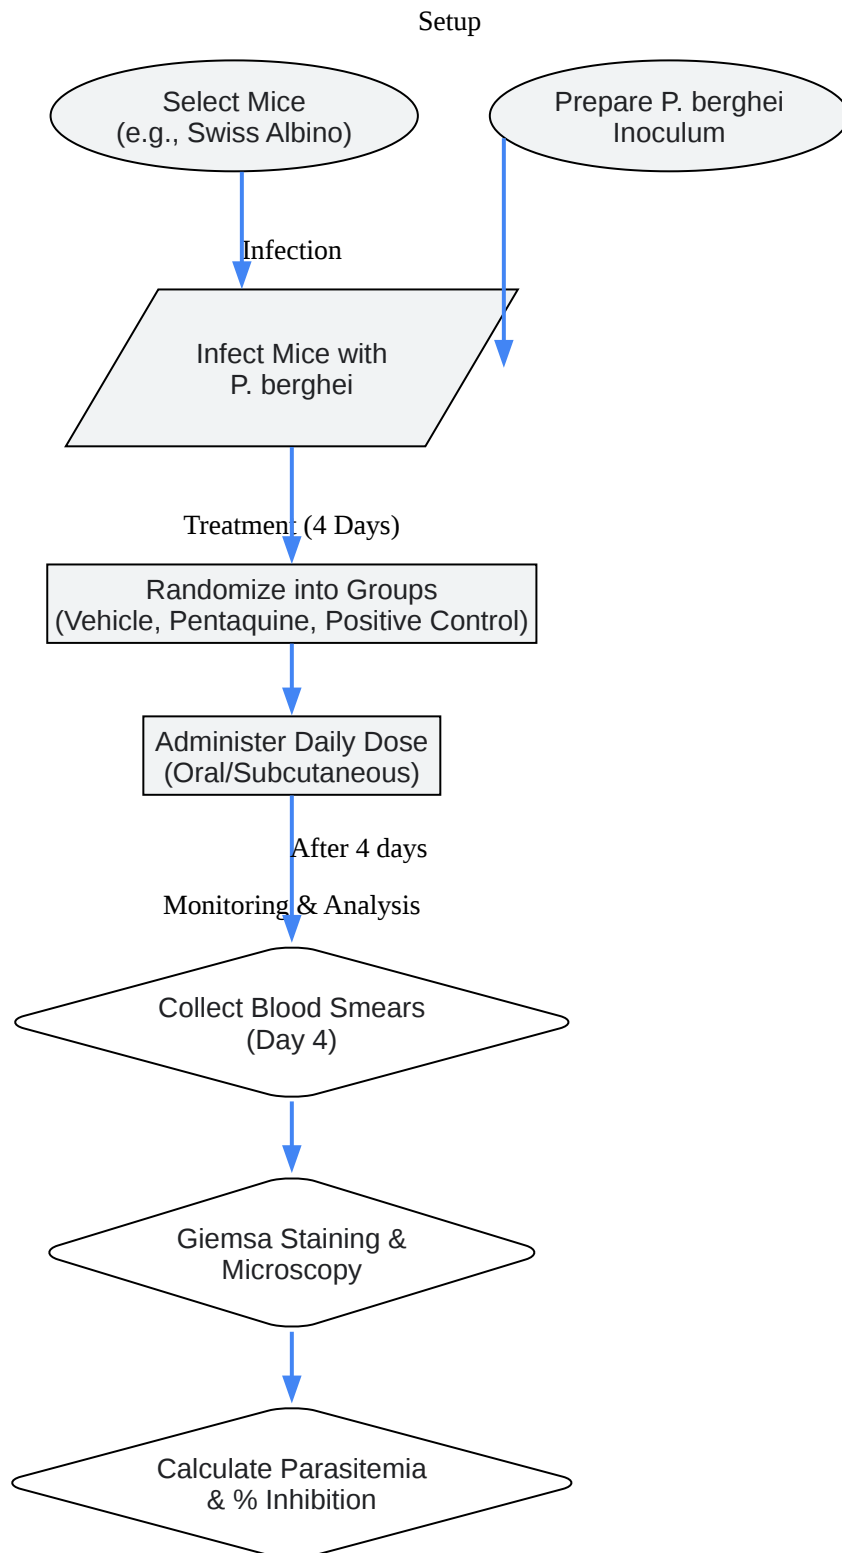 Setup
Select Mice
(e.g., Swiss Albino)
Prepare P. berghei
Inoculum
Infection
Infect Mice with
P. berghei
Treatment (4 Days)
Randomize into Groups
(Vehicle, Pentaquine, Positive Control)
Administer Daily Dose
(Oral/Subcutaneous)
After 4 days
Monitoring & Analysis
Collect Blood Smears
(Day 4)
Giemsa Staining &
Microscopy
Calculate Parasitemia
& % Inhibition